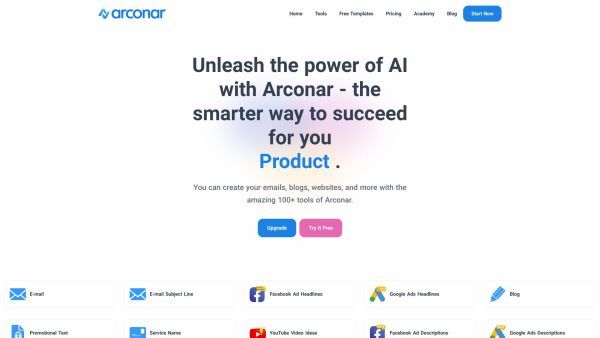 arconar
Home Tools Free Templates Pricing Academy Blog Start Now
Unleash the power of AI
with Arconar - the
smarter way to succeed
for you
Product .
You can create your emails, blogs, websites, and more with the
amazing 100+ tools of Arconar.
Upgrade Try It Free
E-mail E-mail Subject Line Facebook Ad Headlines Google Ads Headlines Blog
Promotional Text Service Name YouTube Video Ideas Facebook Ad Descriptions Google Ads Descriptions